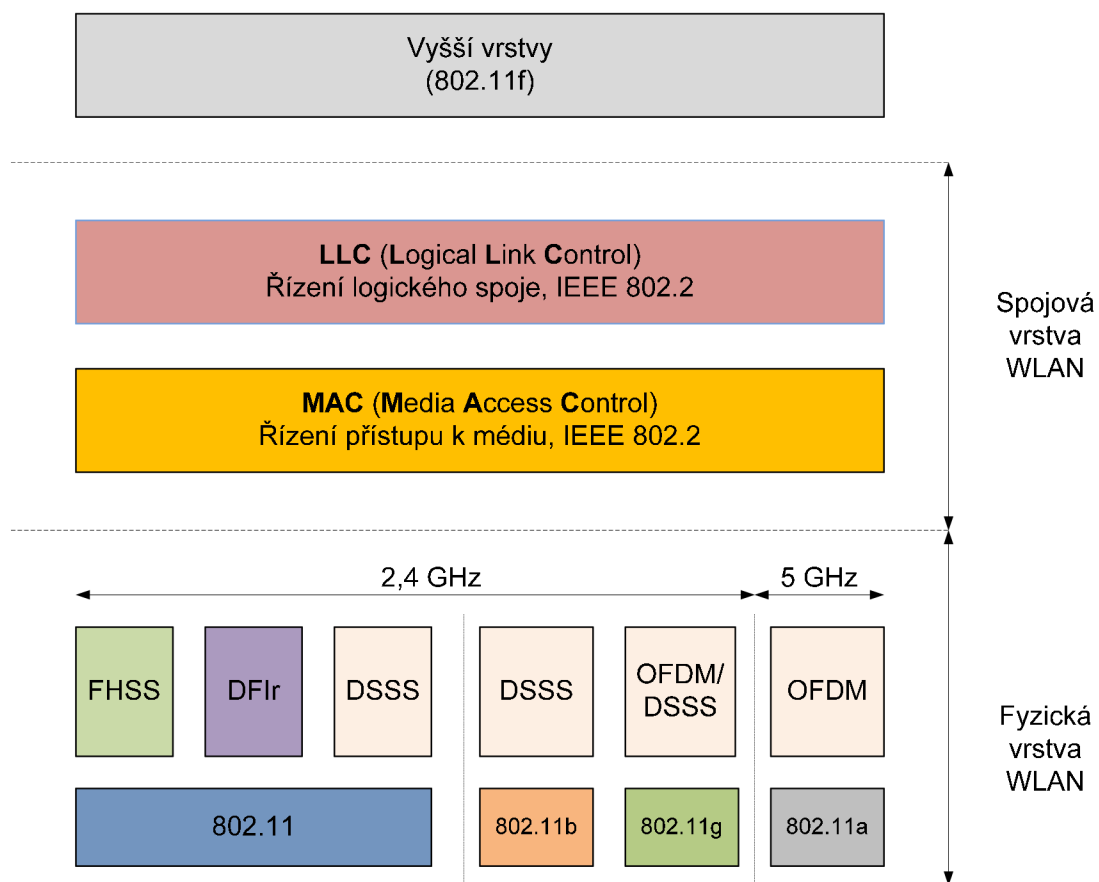 Vyšší vrstvy
(802.11f)
LLC (Logical Link Control)
Řízení logického spoje, IEEE 802.2
MAC (Media Access Control)
Řízení přístupu k médiu, IEEE 802.2
Spojová
vrstva
WLAN
2,4 GHz
5 GHz
FHSS
DFIr
DSSS
DSSS
OFDM/
DSSS
OFDM
802.11
802.11b
802.11g
802.11a
Fyzická
vrstva
WLAN